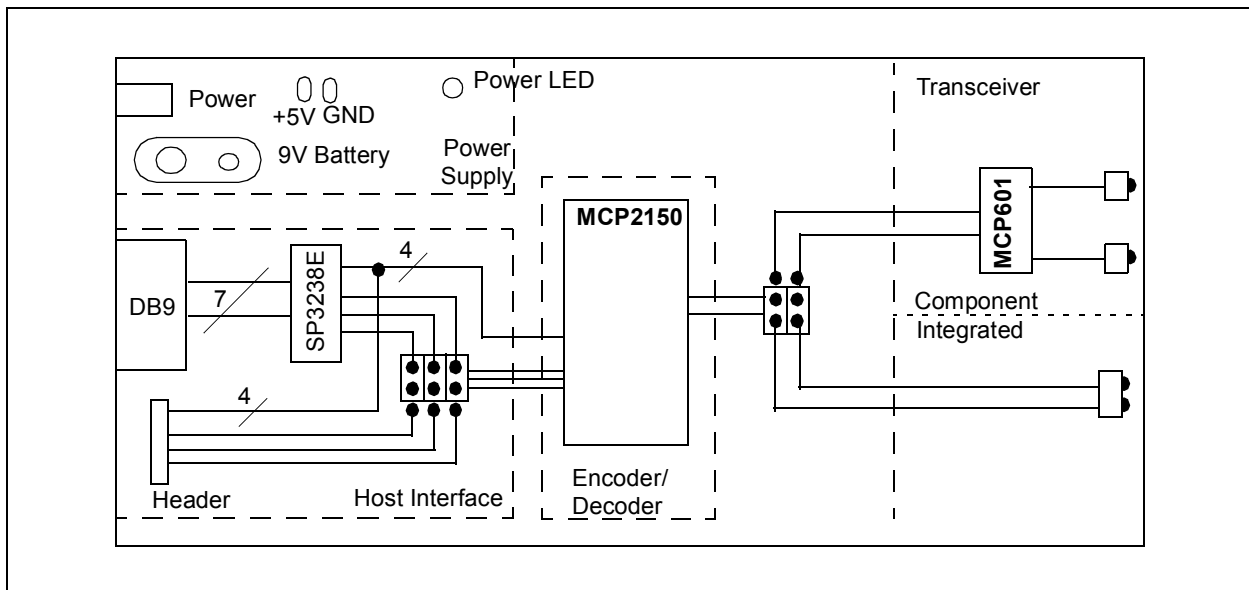 Power
+5V GND
Power LED
9V Battery
Power
Supply
Transceiver
MCP2150
MCP601
DB9
7
SP3238E
4
4
Component
Integrated
Header
Host Interface
Encoder/
Decoder